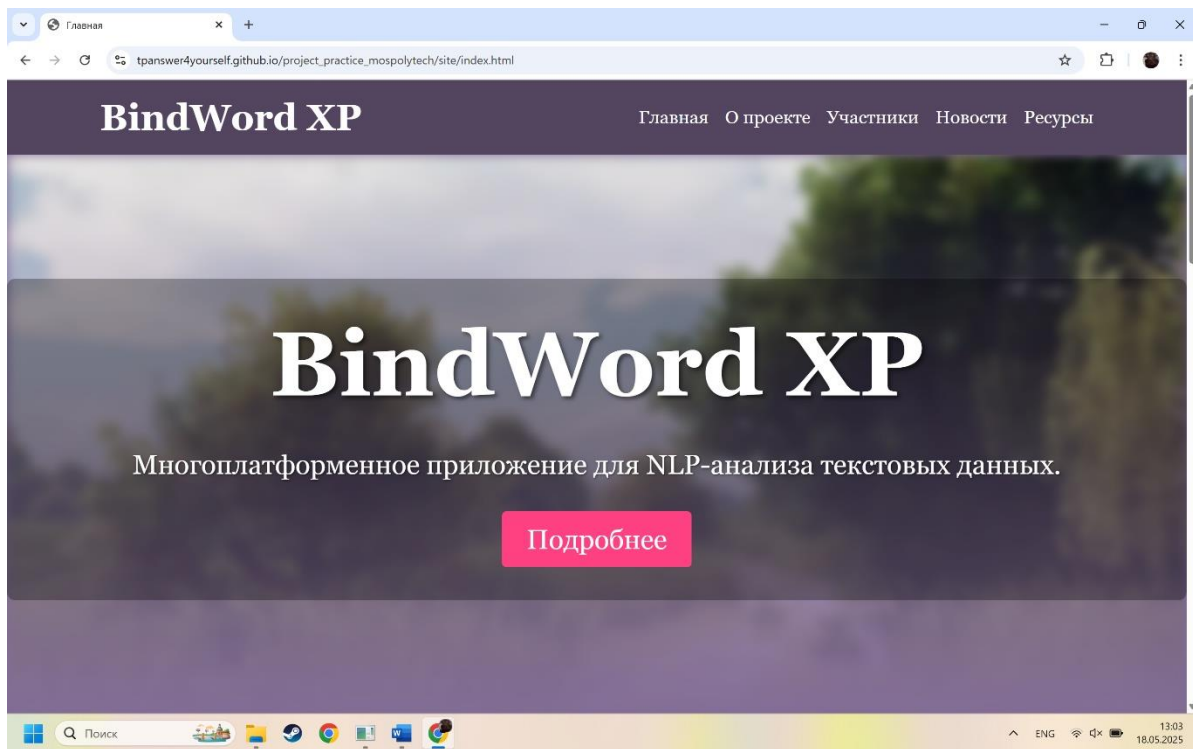 Главная
tpanswer4yourself.github.io/project_practice_mospolytech/site/index.html
BindWord XP Главная О проекте Участники Новости Ресурсы
BindWord XP
Многоплатформенное приложение для NLP-анализа текстовых данных.
Подробнее
Поиск ENG 13:03
18.05.2025